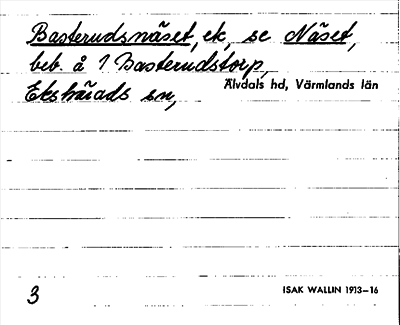 Basterudsnäset, ek, se Näset,
beb. å 1 Basterudstorp,
Ekshärads sn, Älvdals hd, Värmlands län
3 ISAK WALLIN 1913–16